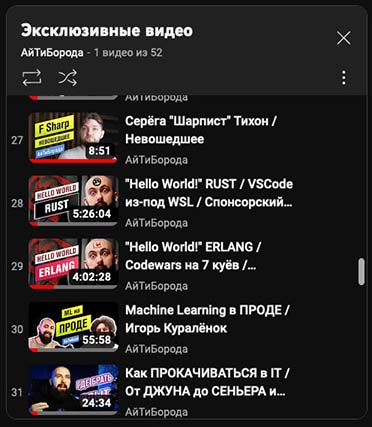 Эксклюзивные видео
АйТиБорода - 1 видео из 52
АйТиБорода
27
F Sharp
НЕВОШЕДШЕЕ
АйТиБорода
8:51
Серёга "Шарпист" Тихон /
Невошедшее
АйТиБорода
28
HELLO WORLD
RUST
5:26:04
"Hello World!" RUST / VSCode
из-под WSL / Спонсорский...
АйТиБорода
29
HELLO WORLD
ERLANG
4:02:28
"Hello World!" ERLANG /
Codewars на 7 куёв /...
АйТиБорода
30
ML на
ПРОДЕ
55:58
Machine Learning в ПРОДЕ /
Игорь Куралёнок
АйТиБорода
31
24:34
Как ПРОКАЧИВАТЬСЯ в IT /
От ДЖУНА до СЕНЬЕРА и...
АйТиБорода